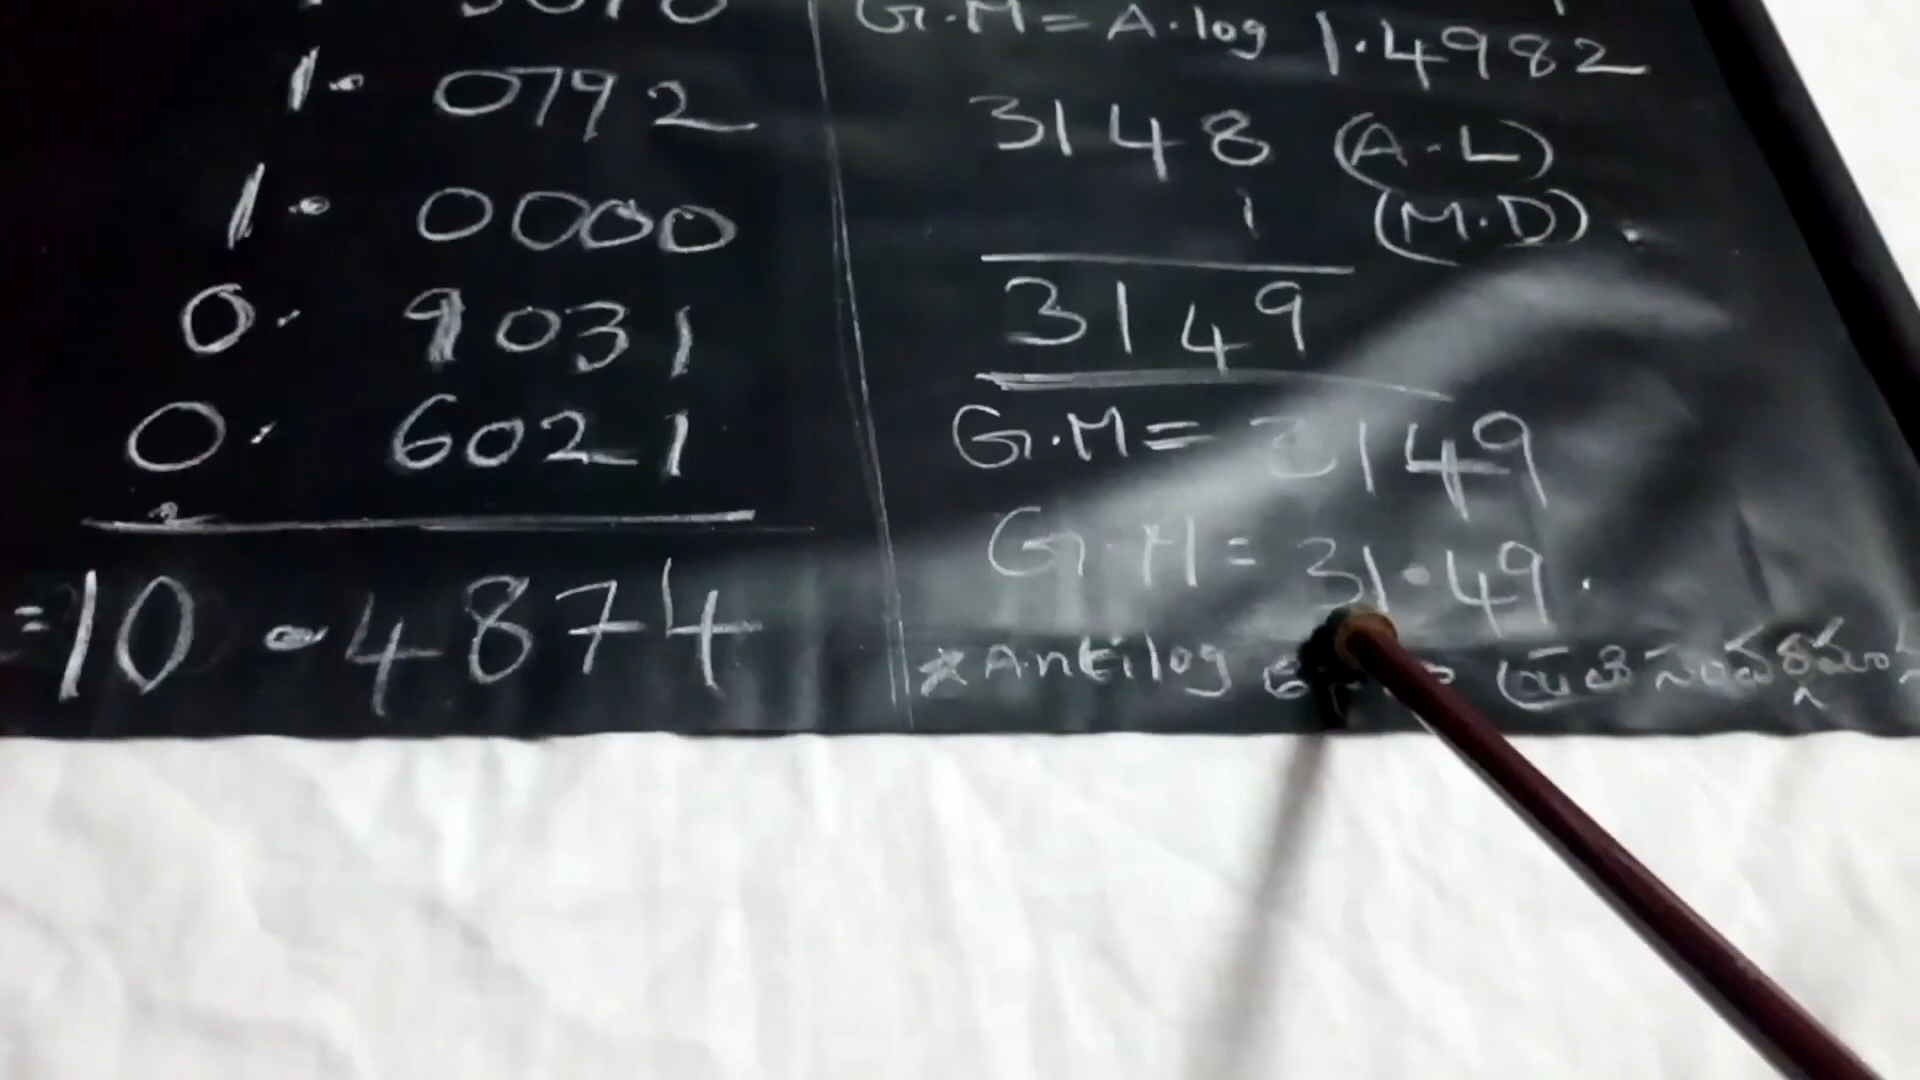 1. 0792
1. 0000
0. 9031
0. 6021
=10.4874
G.M=A.log 1.4982
3148 (A.L)
1 (M.D)
3149
G.M= 3149
G.M= 31.49.
*Antilog